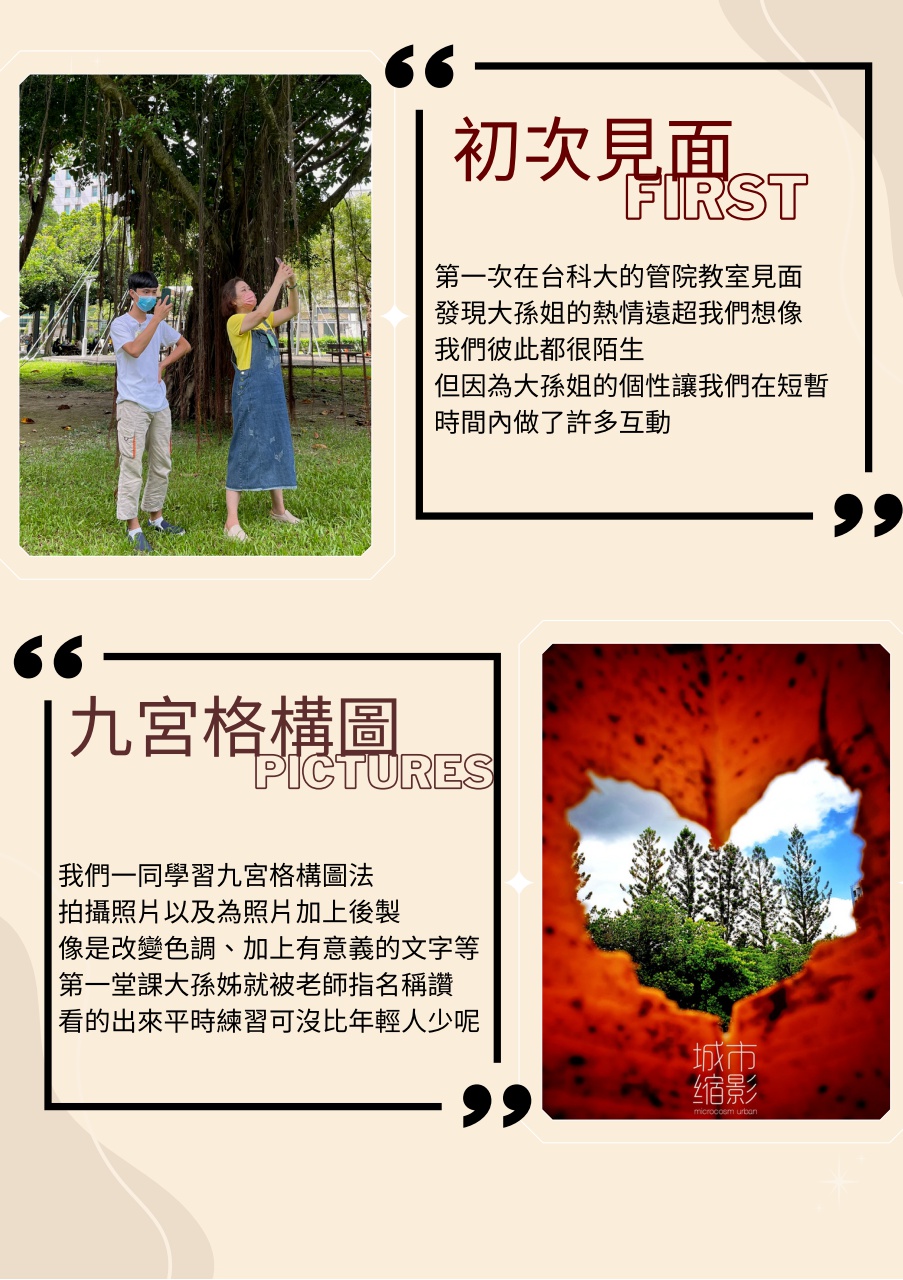 初次見面
FIRST
第一次在台科大的管院教室見面
發現大孫姐的熱情遠超我們想像
我們彼此都很陌生
但因為大孫姐的個性讓我們在短暫
時間內做了許多互動
九宮格構圖
PICTURES
我們一同學習九宮格構圖法
拍攝照片以及為照片加上後製
像是改變色調、加上有意義的文字等
第一堂課大孫姊就被老師指名稱讚
看的出來平時練習可沒比年輕人少呢
城市
缩影
microcosm urban